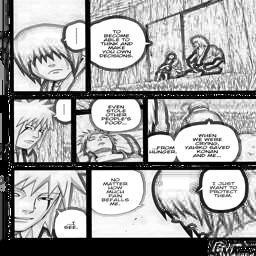 TO
BECOME
ABLE TO
THINK AND
MAKE
YOU OWN
DECISIONS.
WHEN
WE WERE
CRYING,
YAHIKO SAVED
KONAN
AND ME...
...FROM
HUNGER.
EVEN
STOLE
OTHER
PEOPLE'S
FOOD...
I JUST
WANT TO
PROTECT
THEM.
NO
MATTER
HOW
MUCH
PAIN
BEFALLS
ME.
...I
SEE.